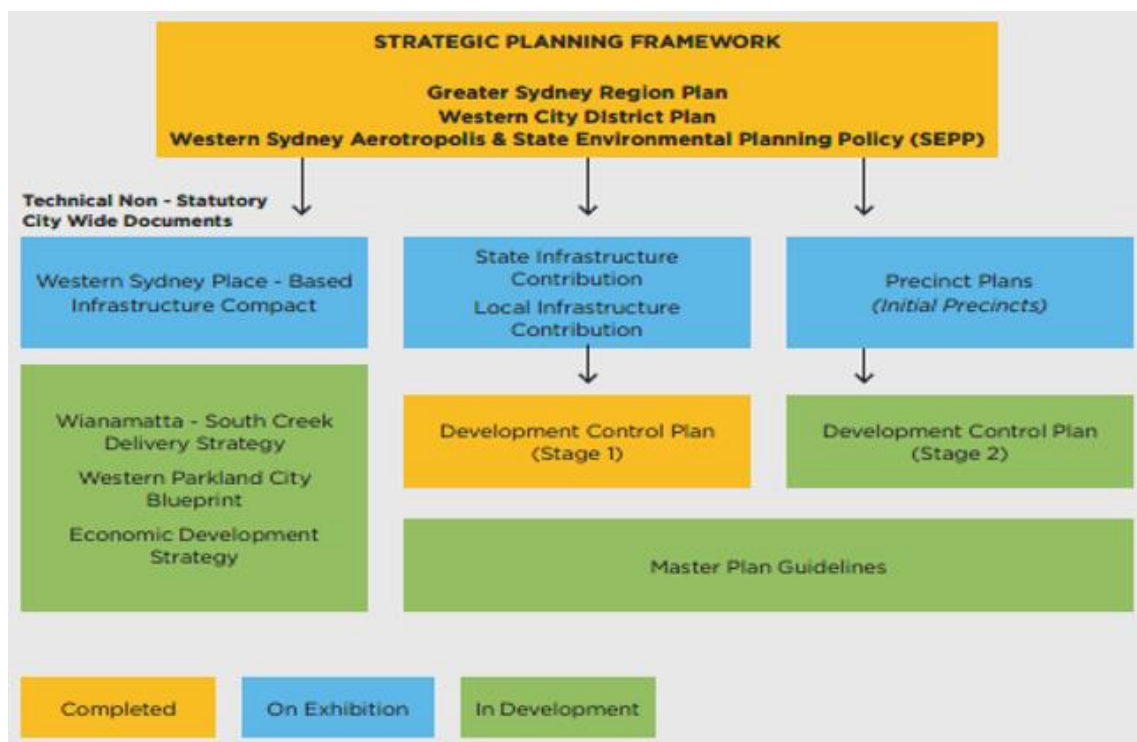 STRATEGIC PLANNING FRAMEWORK
Greater Sydney Region Plan
Western City District Plan
Western Sydney Aerotropolis & State Environmental Planning Policy (SEPP)
Technical Non - Statutory
City Wide Documents
Western Sydney Place - Based
Infrastructure Compact
State Infrastructure
Contribution
Local Infrastructure
Contribution
Precinct Plans
(Initial Precincts)
Wianamatta - South Creek
Delivery Strategy
Western Parkland City
Blueprint
Economic Development
Strategy
Development Control Plan
(Stage 1)
Development Control Plan
(Stage 2)
Master Plan Guidelines
Completed
On Exhibition
In Development